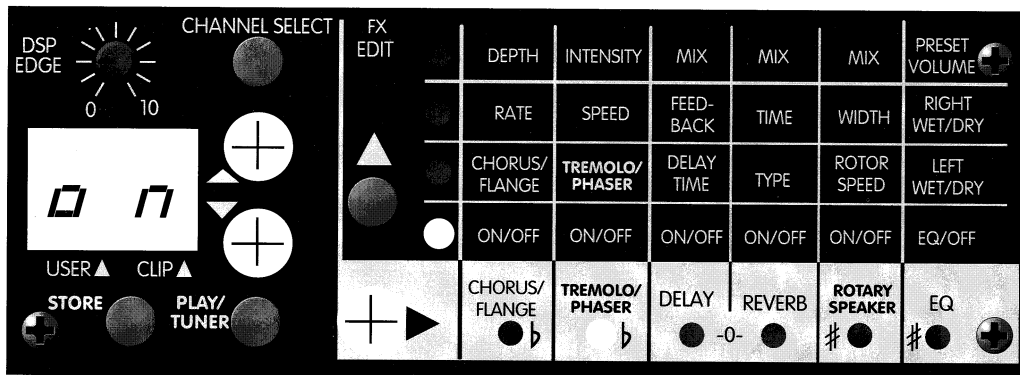 DSP
EDGE
0 10
CHANNEL SELECT
on
USER▲ CLIP▲
STORE
PLAY/
TUNER
FX
EDIT
DEPTH INTENSITY MIX MIX MIX PRESET
VOLUME
RATE SPEED FEED-
BACK TIME WIDTH RIGHT
WET/DRY
CHORUS/
FLANGE TREMOLO/
PHASER DELAY
TIME TYPE ROTOR
SPEED LEFT
WET/DRY
ON/OFF ON/OFF ON/OFF ON/OFF ON/OFF EQ/OFF
CHORUS/
FLANGE ♭
TREMOLO/
PHASER ♭
DELAY -0- REVERB
ROTARY
SPEAKER ♯
EQ ♯